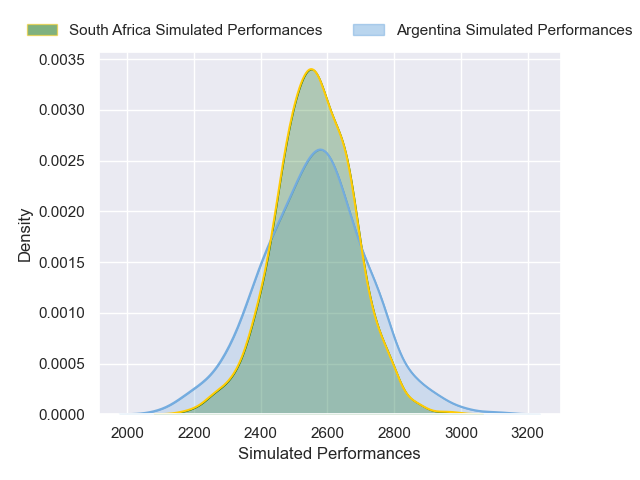 South Africa Simulated Performances
Argentina Simulated Performances
0.0035
0.0030
0.0025
0.0020
0.0015
0.0010
0.0005
0.0000
Density
2000 2200 2400 2600 2800 3000 3200
Simulated Performances